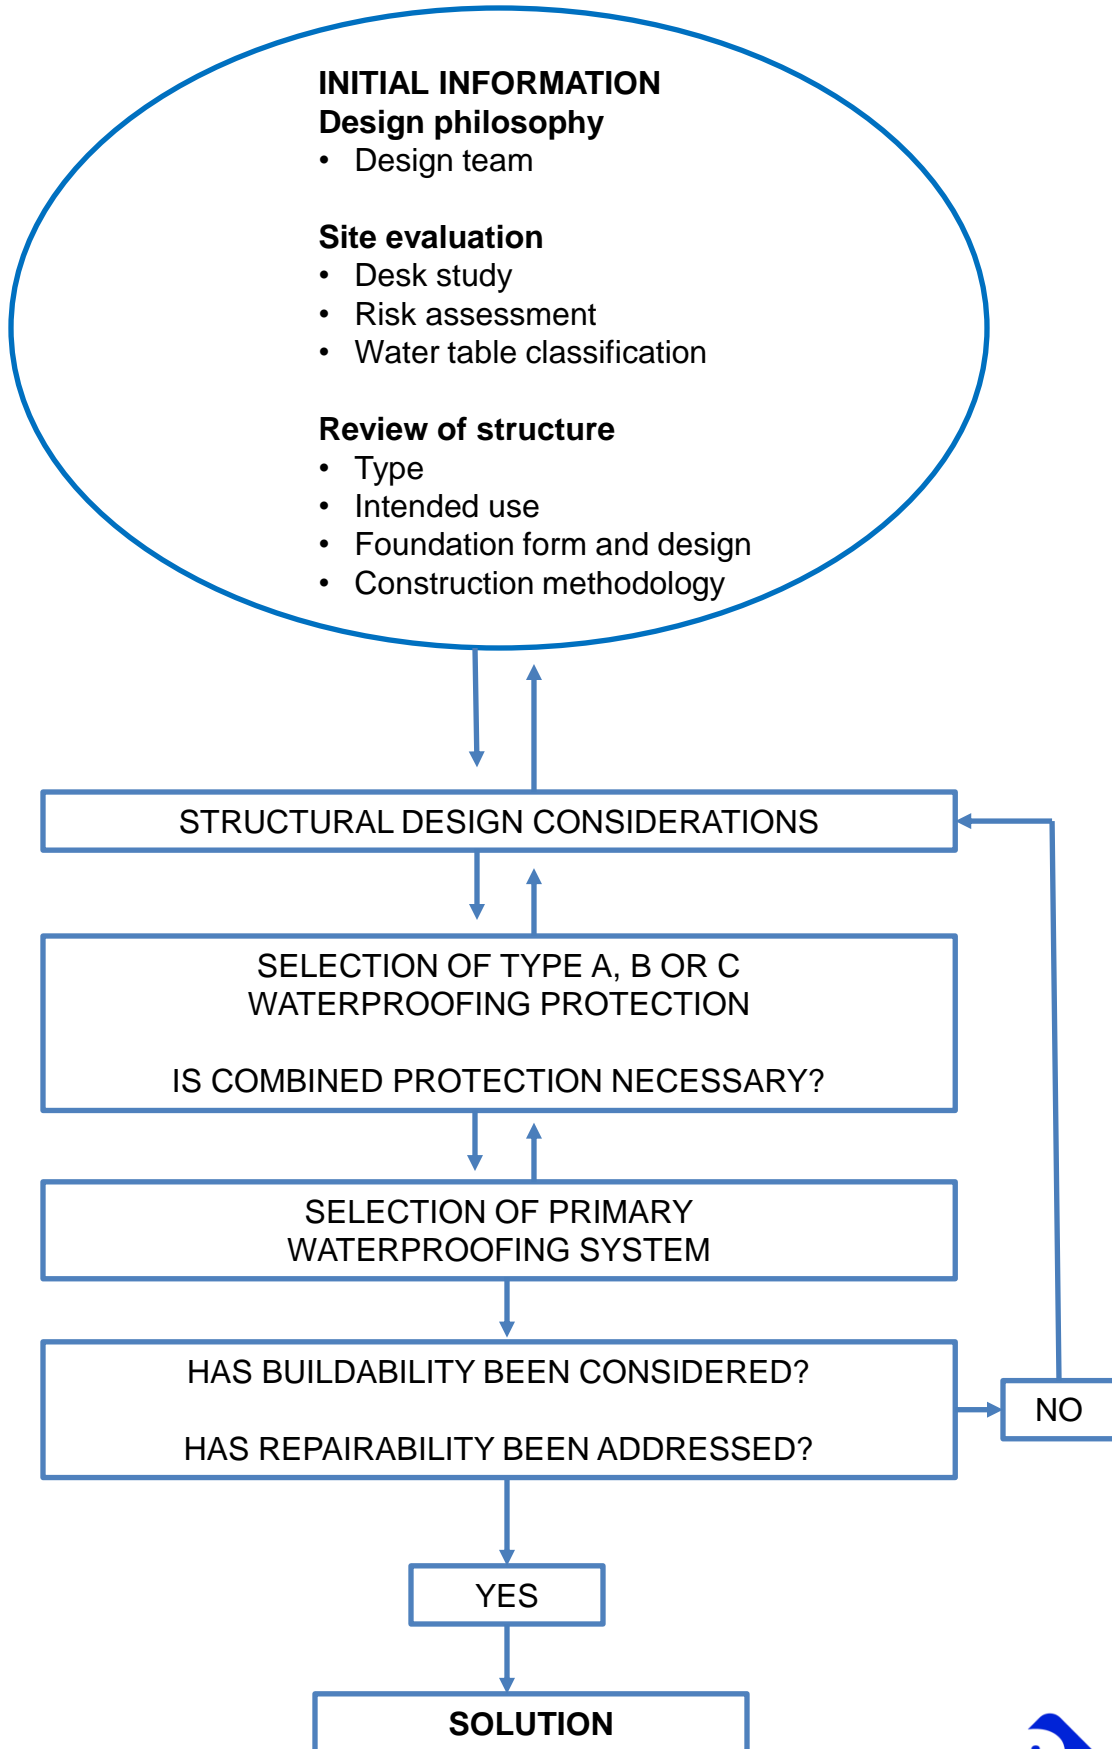 INITIAL INFORMATION
Design philosophy
• Design team
Site evaluation
• Desk study
• Risk assessment
• Water table classification
Review of structure
• Type
• Intended use
• Foundation form and design
• Construction methodology
STRUCTURAL DESIGN CONSIDERATIONS
SELECTION OF TYPE A, B OR C
WATERPROOFING PROTECTION
IS COMBINED PROTECTION NECESSARY?
SELECTION OF PRIMARY
WATERPROOFING SYSTEM
HAS BUILDABILITY BEEN CONSIDERED?
HAS REPAIRABILITY BEEN ADDRESSED?
NO
YES
SOLUTION